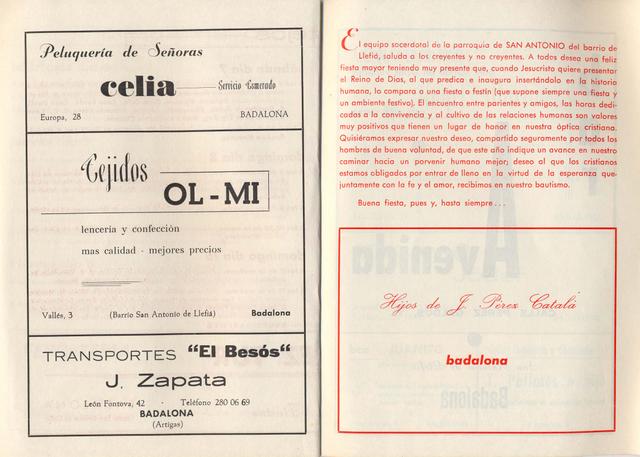 Peluquería de Señoras
celia Servicio Esmerado
Europa, 28 BADALONA
Tejidos
OL-MI
lencería y confección
mas calidad - mejores precios
Vallés, 3 (Barrio San Antonio de Llefiá) Badalona
TRANSPORTES "El Besós"
J. Zapata
León Fontova, 42 - Teléfono 280 06 69
BADALONA
(Artigas)
El equipo sacerdotal de la parroquia de SAN ANTONIO del barrio de
Llefiá, saluda a los creyentes y no creyentes. A todos desea una feliz
fiesta mayor teniendo muy presente que, cuando Jesucristo quiere presentar
el Reino de Dios, al que predica e inaugura insertándolo en la historia
humana, lo compara a una fiesta o festín (que supone siempre una fiesta y
un ambiente festivo). El encuentro entre parientes y amigos, las horas dedi-
cadas a la convivencia y al cultivo de las relaciones humanas son valores
muy positivos que tienen un lugar de honor en nuestra óptica cristiana.
Quisiéramos expresar nuestro deseo, compartido seguramente por todos los
hombres de buena voluntad, de que este año indique un avance en nuestro
caminar hacia un porvenir humano mejor, deseo al que los cristianos
estamos obligados por entrar de lleno en la virtud de la esperanza que-
juntamente con la fe y el amor, recibimos en nuestro bautismo.
Buena fiesta, pues y, hasta siempre...
Hijos de J. Pérez Catalá
badalona